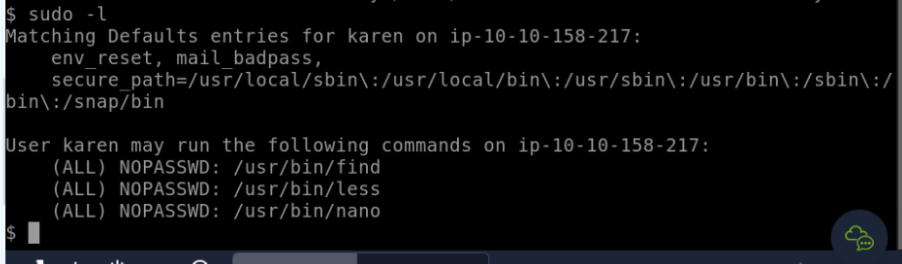 $ sudo -l
Matching Defaults entries for karen on ip-10-10-158-217:
    env_reset, mail_badpass,
    secure_path=/usr/local/sbin\:/usr/local/bin\:/usr/sbin\:/usr/bin\:/sbin\:/
bin\:/snap/bin

User karen may run the following commands on ip-10-10-158-217:
    (ALL) NOPASSWD: /usr/bin/find
    (ALL) NOPASSWD: /usr/bin/less
    (ALL) NOPASSWD: /usr/bin/nano
$